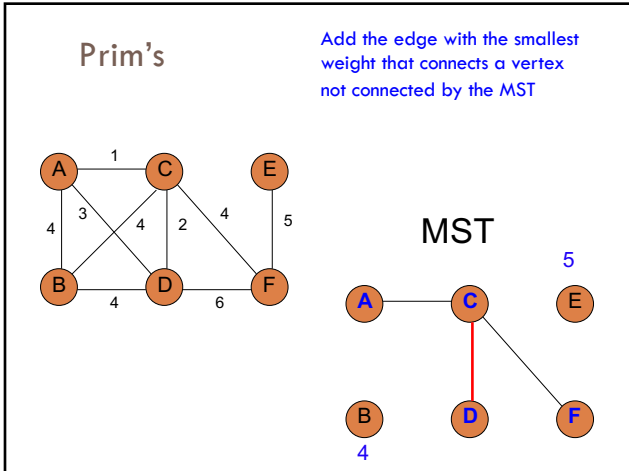 Prim's
Add the edge with the smallest
weight that connects a vertex
not connected by the MST
1
A C E
4 3 4 2 4 5
B D F
4 6
MST
5
A C E
B D F
4